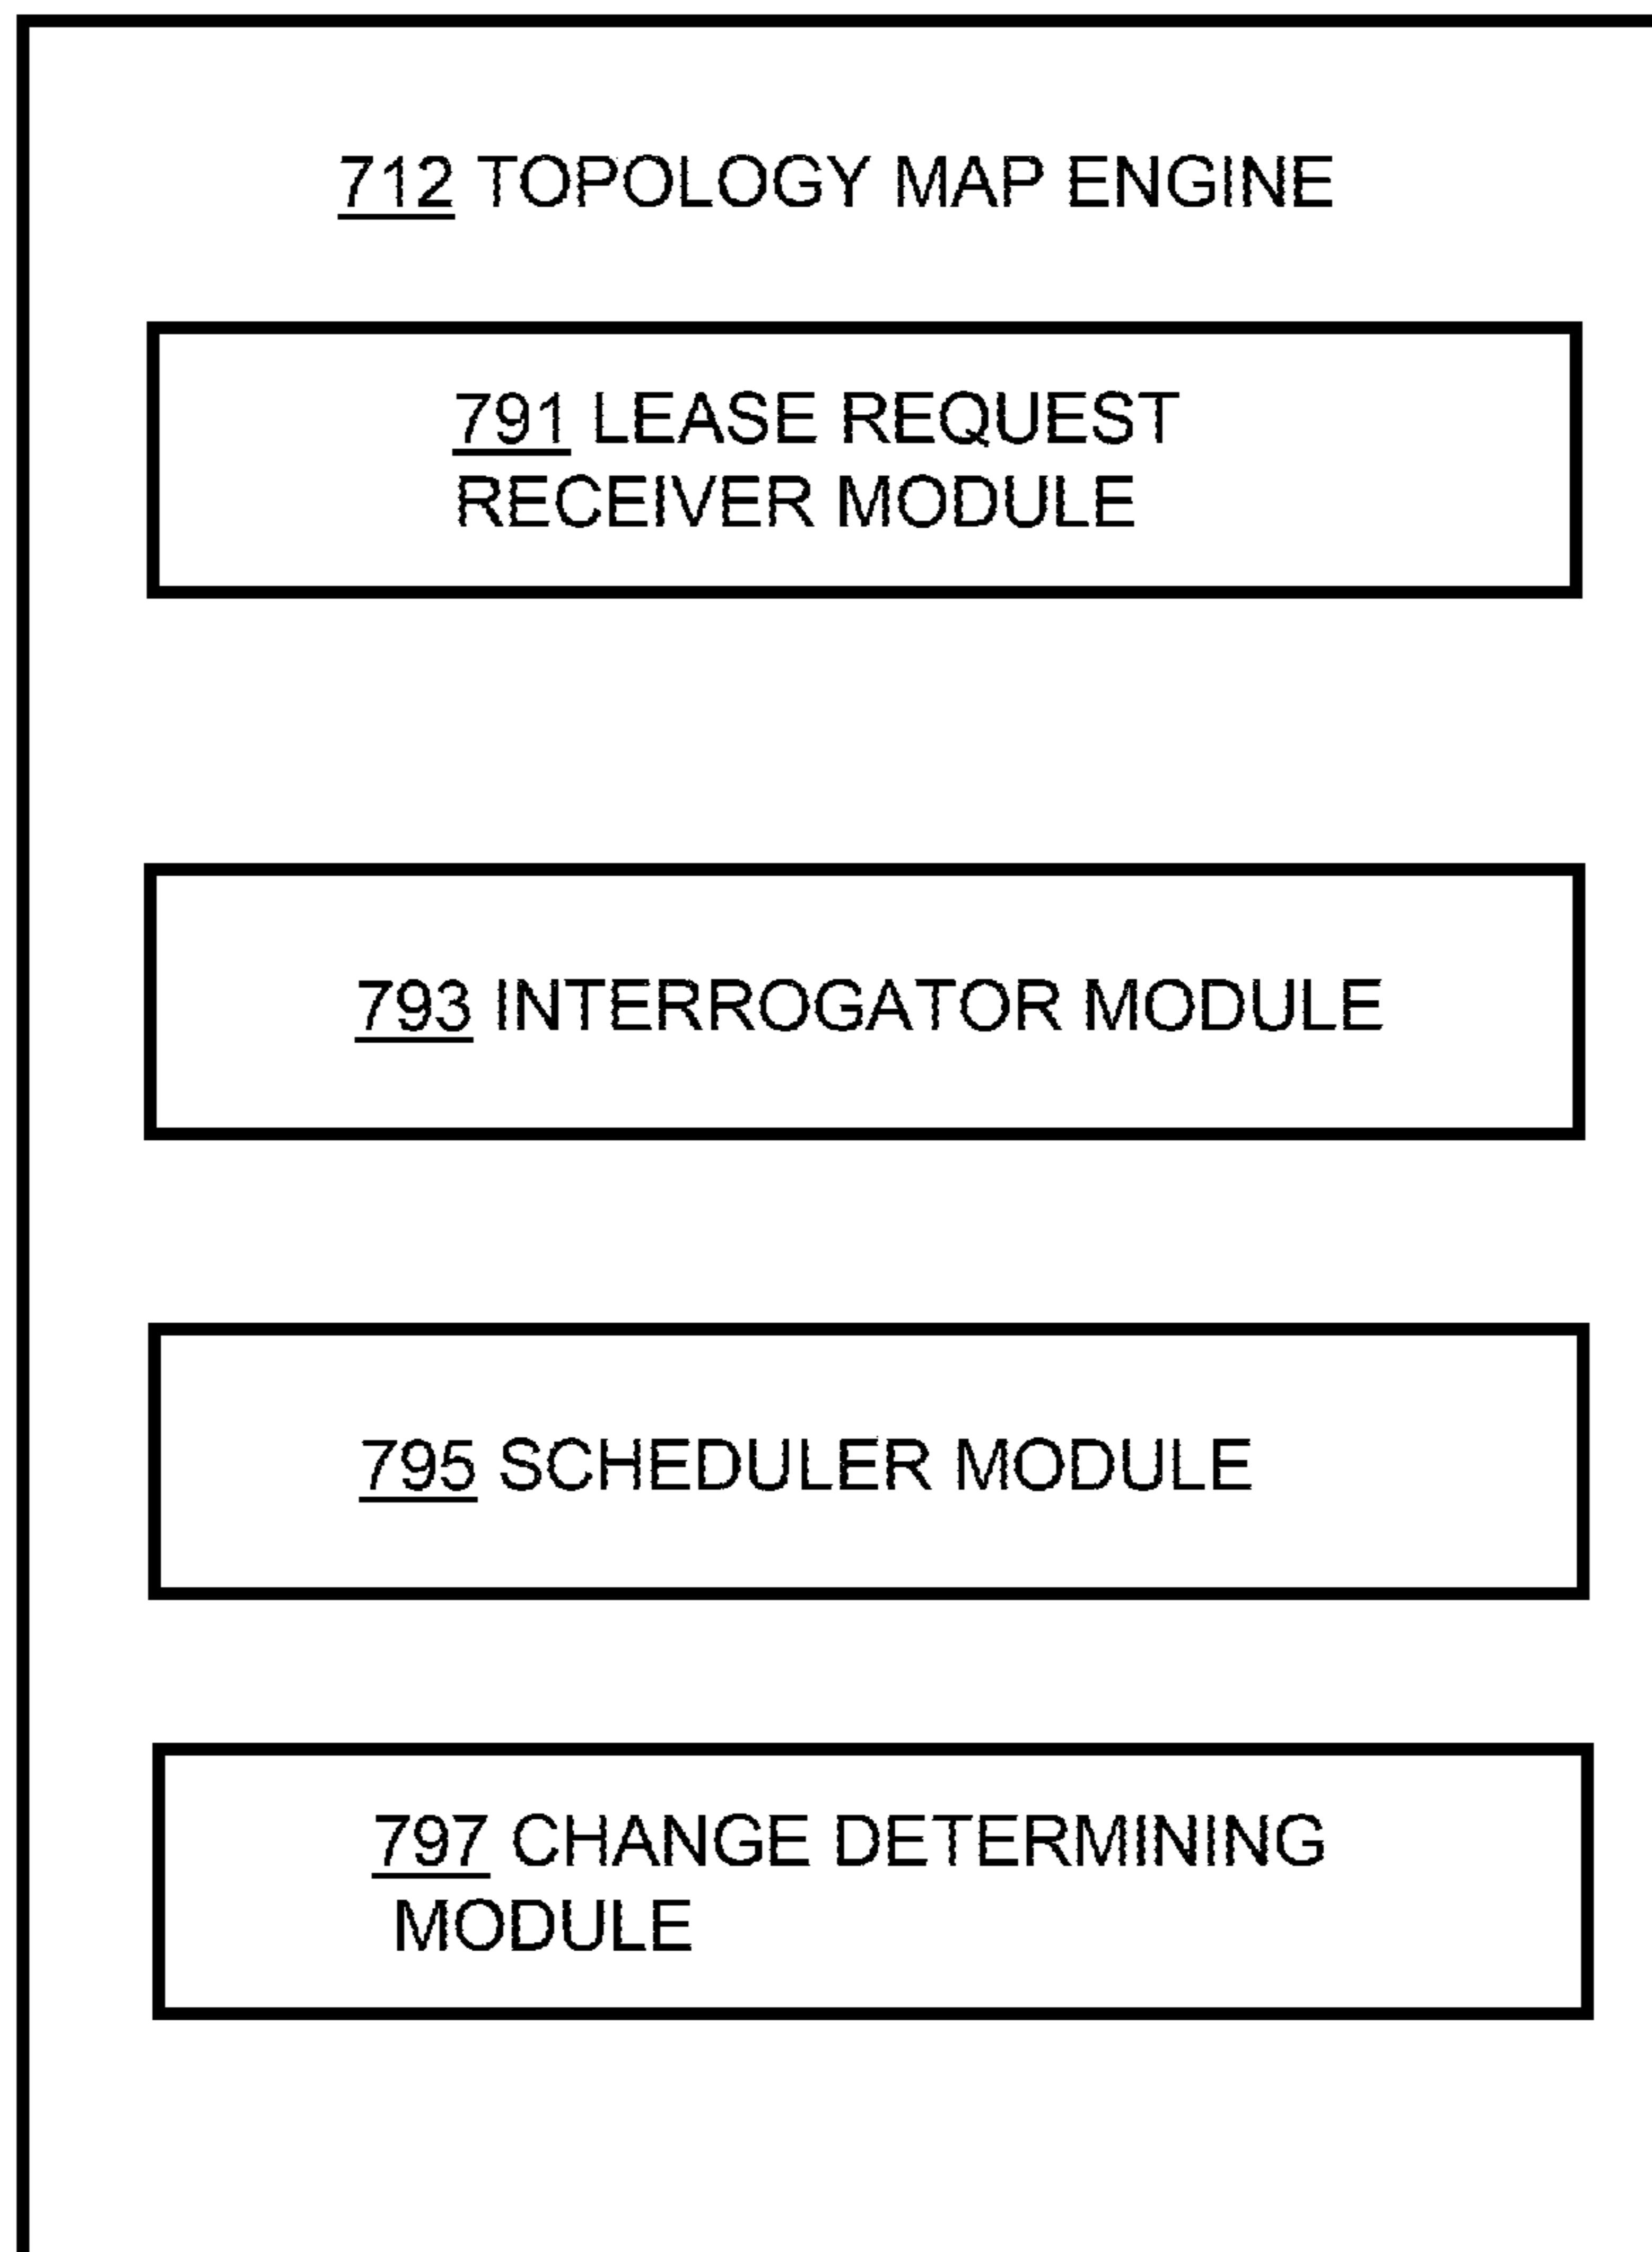 712 TOPOLOGY MAP ENGINE
791 LEASE REQUEST
RECEIVER MODULE
793 INTERROGATOR MODULE
795 SCHEDULER MODULE
797 CHANGE DETERMINING
MODULE